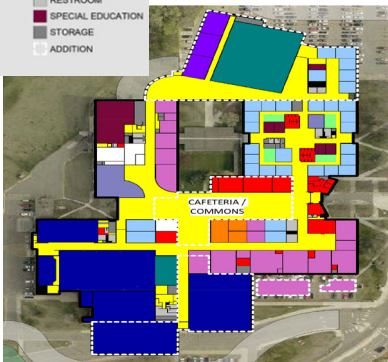 RESTROOM
SPECIAL EDUCATION
STORAGE
ADDITION
CAFETERIA /
COMMONS